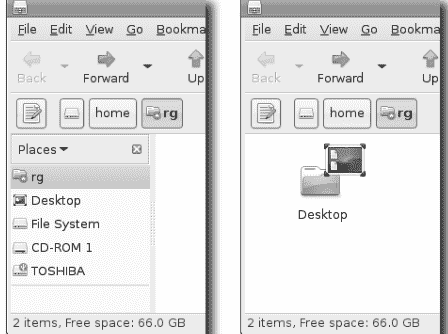 File Edit View Go Bookma
Back Forward Up
home rg
Places
rg
Desktop
File System
CD-ROM 1
TOSHIBA
2 items, Free space: 66.0 GB
File Edit View Go Bookma
Back Forward Up
home rg
Desktop
2 items, Free space: 66.0 GB